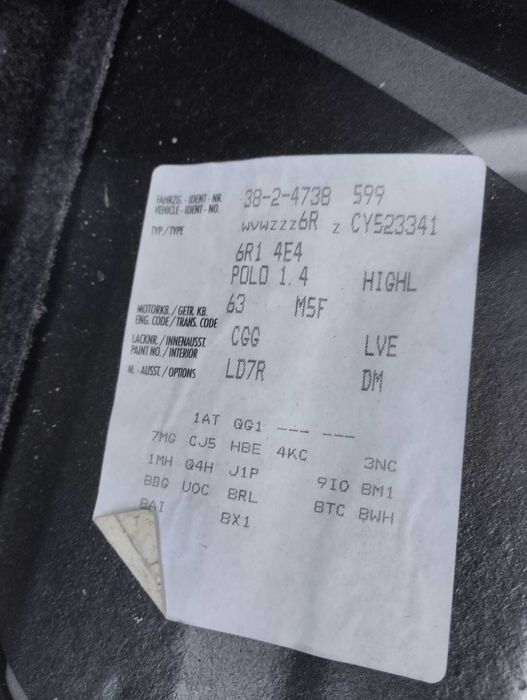 FAHRZG. - IDENT - NR. 38-2-4738 599
VEHICLE - IDENT - NO. WVWZZZ6R Z CY523341
TYP / TYPE
6R1 4E4
POLO 1.4 HIGHL
63 M5F
MOTORKB. / GETR. KB.
ENG. CODE / TRANS. CODE CGG LVE
LACKNR. / INNENAUSST.
PAINT NO. / INTERIOR LD7R DM
M. - AUSST. / OPTIONS
1AT QG1 --- ---
7MG CJ5 HBE 4KC 3NC
1MH Q4H J1P 9IO 8M1
UOC 8RL 8TC 8WH
8AI 8X1